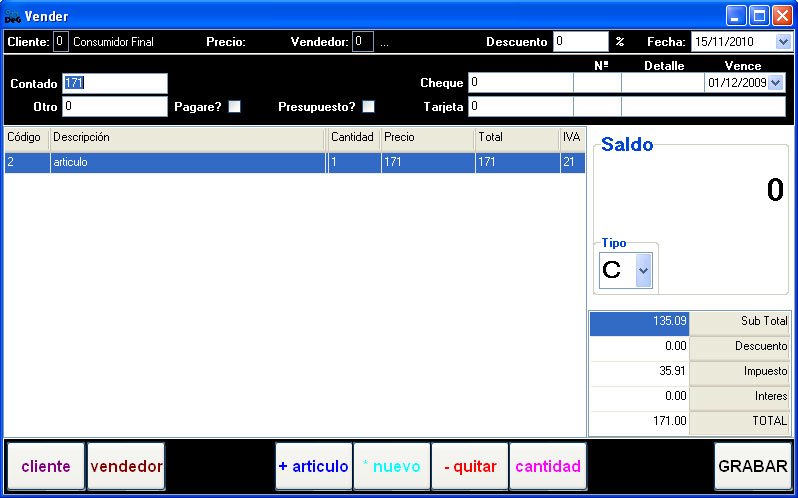 DeG Vender
Cliente: 0 Consumidor Final Precio: Vendedor: 0 ... Descuento 0 % Fecha: 15/11/2010
Nº Detalle Vence
Contado 171 Cheque 0 01/12/2009
Otro 0 Pagare? Presupuesto? Tarjeta 0
Código Descripción Cantidad Precio Total IVA
2 articulo 1 171 171 21
Saldo
0
Tipo
C
135.09 Sub Total
0.00 Descuento
35.91 Impuesto
0.00 Interes
171.00 TOTAL
cliente vendedor + articulo * nuevo - quitar cantidad GRABAR